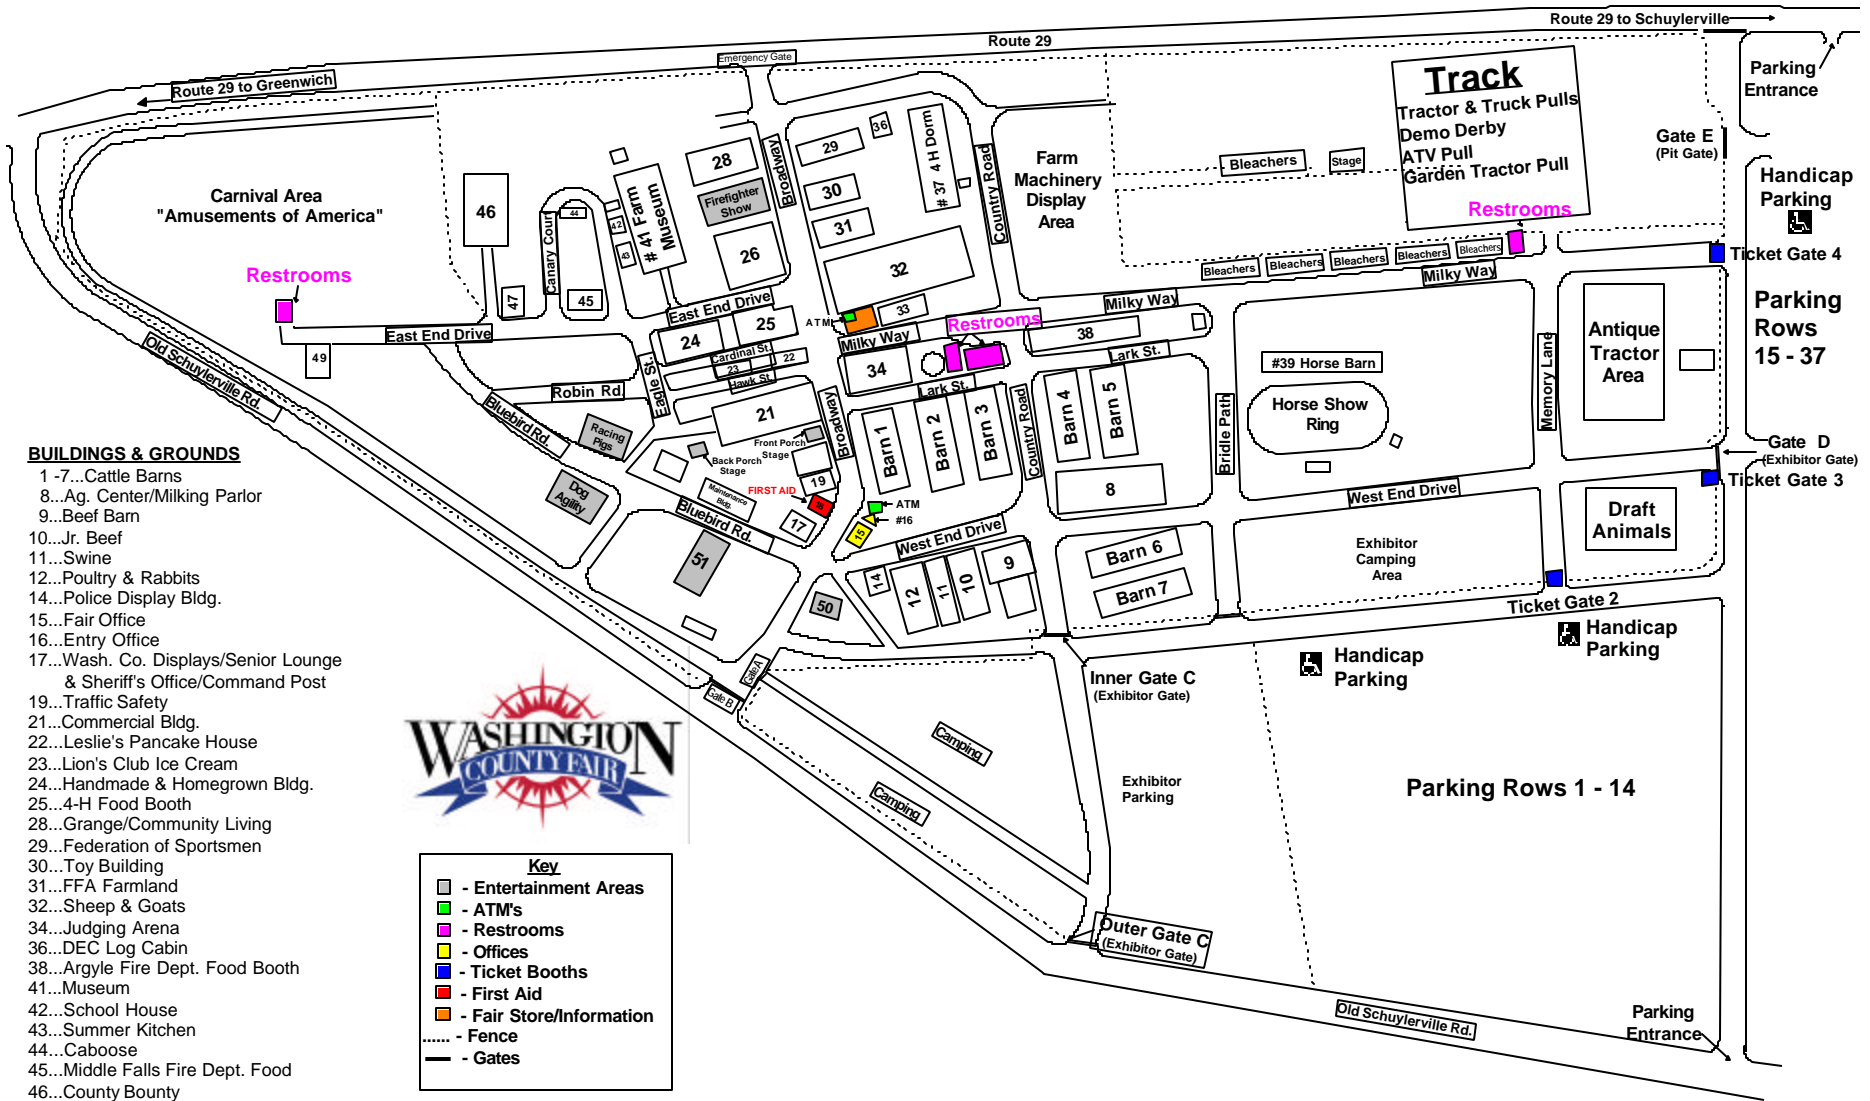 Route 29 to Schuylerville
Route 29
Emergency Gate
Route 29 to Greenwich
Parking
Entrance
Track
Tractor & Truck Pulls
Demo Derby
ATV Pull
Garden Tractor Pull
Restrooms
Gate E
(Pit Gate)
Handicap
Parking
Bleachers
Stage
Ticket Gate 4
Bleachers
Bleachers
Bleachers
Bleachers
Bleachers
Milky Way
Parking
Rows
15 - 37
Carnival Area
"Amusements of America"
Restrooms
46
47
44
Canary Court
45
42
43
# 41 Farm
Museum
28
Firefighter
Show
26
Broadway
29
36
30
31
32
33
# 37 4 H Dorm
Country Road
Farm
Machinery
Display
Area
East End Drive
East End Drive
49
Old Schuylerville Rd.
24
25
Cardinal St.
22
23
Hawk St.
Eagle St.
Robin Rd.
Bluebird Rd.
21
ATM
Milky Way
34
Restrooms
Lark St.
Milky Way
38
Lark St.
Broadway
Barn 1
Barn 2
Barn 3
Country Road
Barn 4
Barn 5
8
Bridle Path
#39 Horse Barn
Horse Show
Ring
Memory Lane
Antique
Tractor
Area
Gate D
(Exhibitor Gate)
Ticket Gate 3
West End Drive
Draft
Animals
Racing
Pigs
Dog
Agility
Front Porch
Stage
Back Porch
Stage
Maintenance
Bldg.
FIRST AID
18
19
17
ATM
#16
15
Bluebird Rd.
51
50
West End Drive
14
12
11
10
9
Barn 6
Barn 7
Exhibitor
Camping
Area
Ticket Gate 2
Handicap
Parking
Handicap
Parking
Inner Gate C
(Exhibitor Gate)
Gate A
Gate B
Camping
Camping
Exhibitor
Parking
Parking Rows 1 - 14
Outer Gate C
(Exhibitor Gate)
Old Schuylerville Rd.
Parking
Entrance
WASHINGTON
COUNTY FAIR
BUILDINGS & GROUNDS
1 -7...Cattle Barns
8...Ag. Center/Milking Parlor
9...Beef Barn
10...Jr. Beef
11...Swine
12...Poultry & Rabbits
14...Police Display Bldg.
15...Fair Office
16...Entry Office
17...Wash. Co. Displays/Senior Lounge
& Sheriff's Office/Command Post
19...Traffic Safety
21...Commercial Bldg.
22...Leslie's Pancake House
23...Lion's Club Ice Cream
24...Handmade & Homegrown Bldg.
25...4-H Food Booth
28...Grange/Community Living
29...Federation of Sportsmen
30...Toy Building
31...FFA Farmland
32...Sheep & Goats
34...Judging Arena
36...DEC Log Cabin
38...Argyle Fire Dept. Food Booth
41...Museum
42...School House
43...Summer Kitchen
44...Caboose
45...Middle Falls Fire Dept. Food
46...County Bounty
Key
- Entertainment Areas
- ATM's
- Restrooms
- Offices
- Ticket Booths
- First Aid
- Fair Store/Information
...... - Fence
- Gates